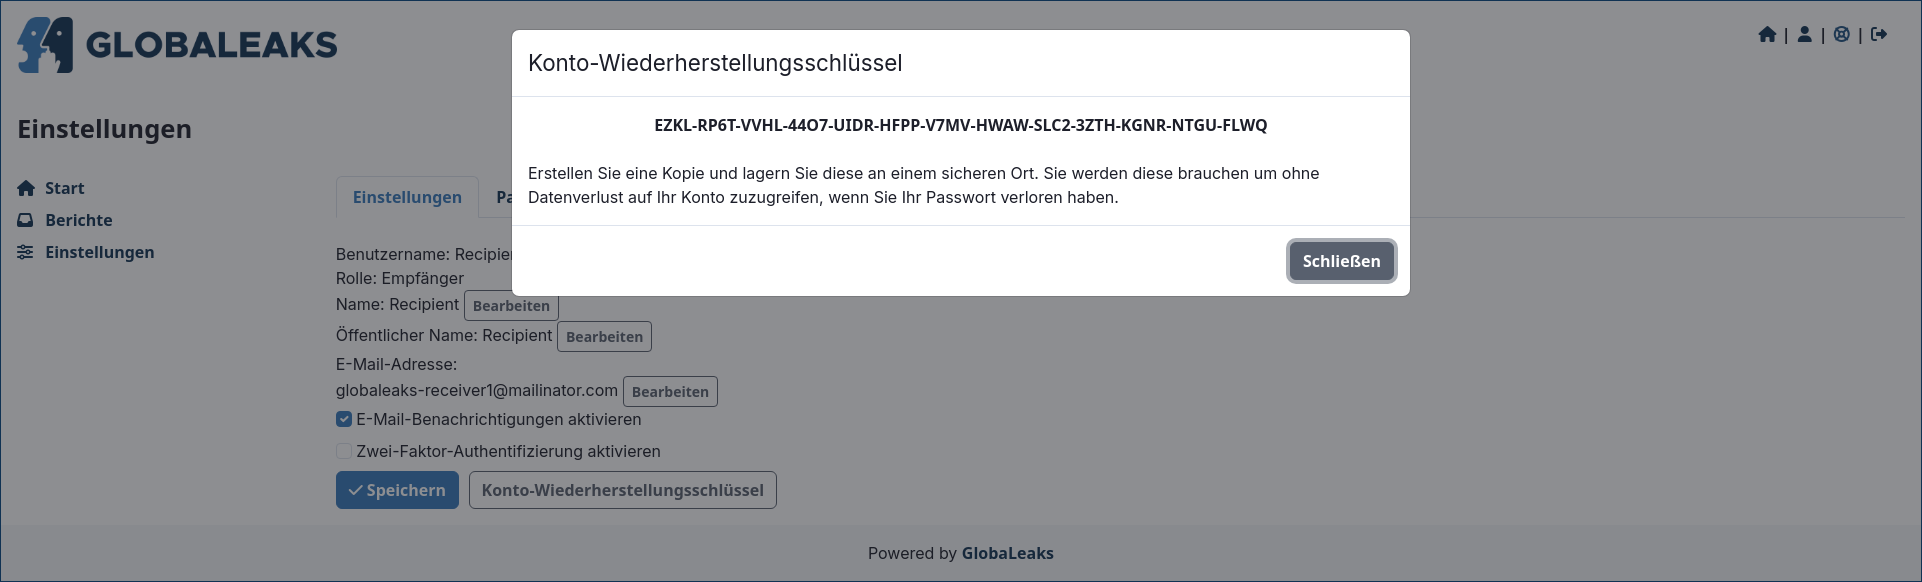 GLOBALEAKS
| | |
Konto-Wiederherstellungsschlüssel
EZKL-RP6T-VVHL-44O7-UIDR-HFPP-V7MV-HWAW-SLC2-3ZTH-KGNR-NTGU-FLWQ
Erstellen Sie eine Kopie und lagern Sie diese an einem sicheren Ort. Sie werden diese brauchen um ohne
Datenverlust auf Ihr Konto zuzugreifen, wenn Sie Ihr Passwort verloren haben.
Schließen
Einstellungen
Start
Berichte
Einstellungen
Einstellungen
Benutzername:
Rolle: Empfänger
Name: Recipient Bearbeiten
Öffentlicher Name: Recipient Bearbeiten
E-Mail-Adresse:
globaleaks-receiver1@mailinator.com Bearbeiten
E-Mail-Benachrichtigungen aktivieren
Zwei-Faktor-Authentifizierung aktivieren
Speichern Konto-Wiederherstellungsschlüssel
Powered by GlobaLeaks